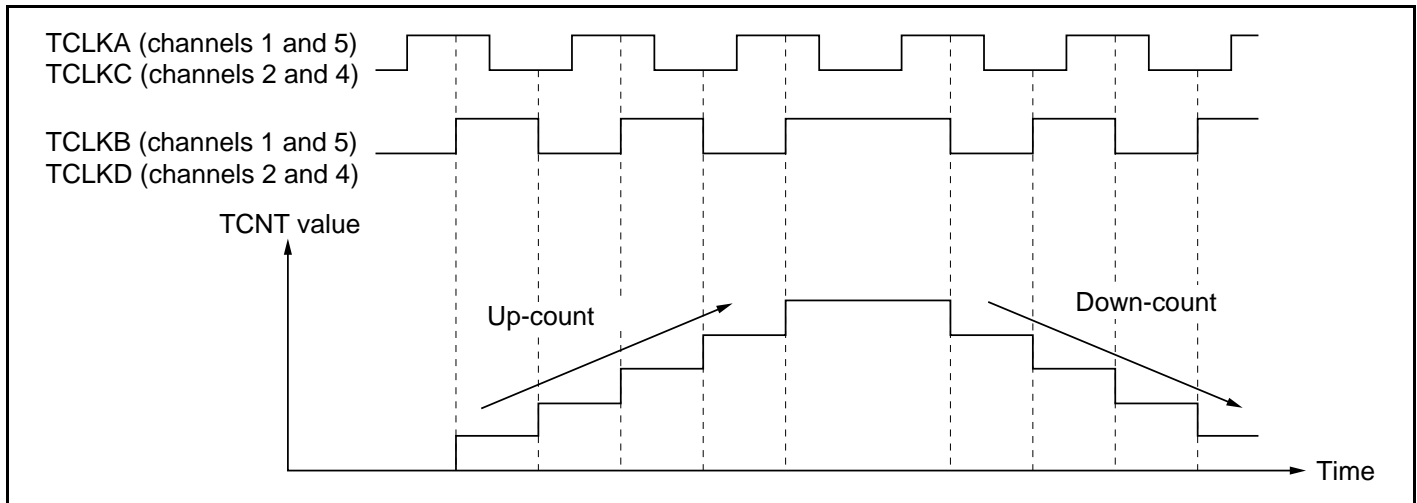 TCLKA (channels 1 and 5)
TCLKC (channels 2 and 4)
TCLKB (channels 1 and 5)
TCLKD (channels 2 and 4)
TCNT value
Up-count
Down-count
Time